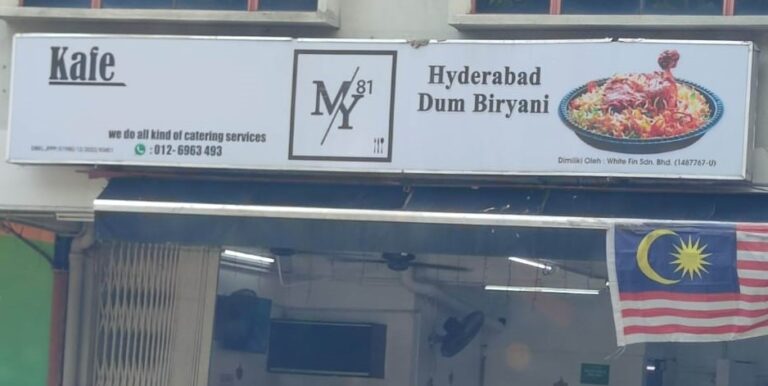 Kafe
we do all kind of catering services
: 012- 6963 493
M/Y 81
Hyderabad
Dum Biryani
Dimiliki Oleh : White Fin Sdn. Bhd. (1487767-U)